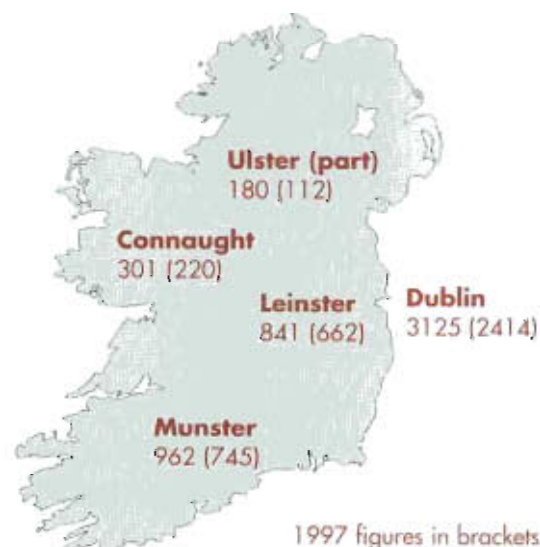 Ulster (part)
180 (112)
Connaught
301 (220)
Leinster
841 (662)
Dublin
3125 (2414)
Munster
962 (745)
1997 figures in brackets